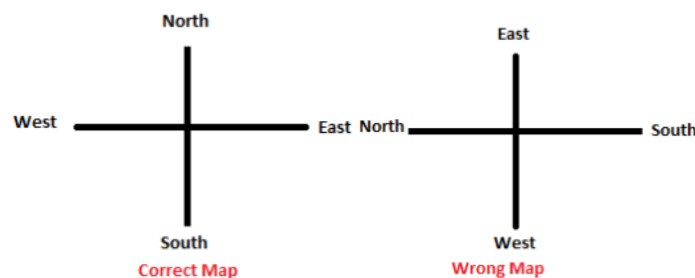 North
West
East
South
Correct Map
East
North
South
West
Wrong Map